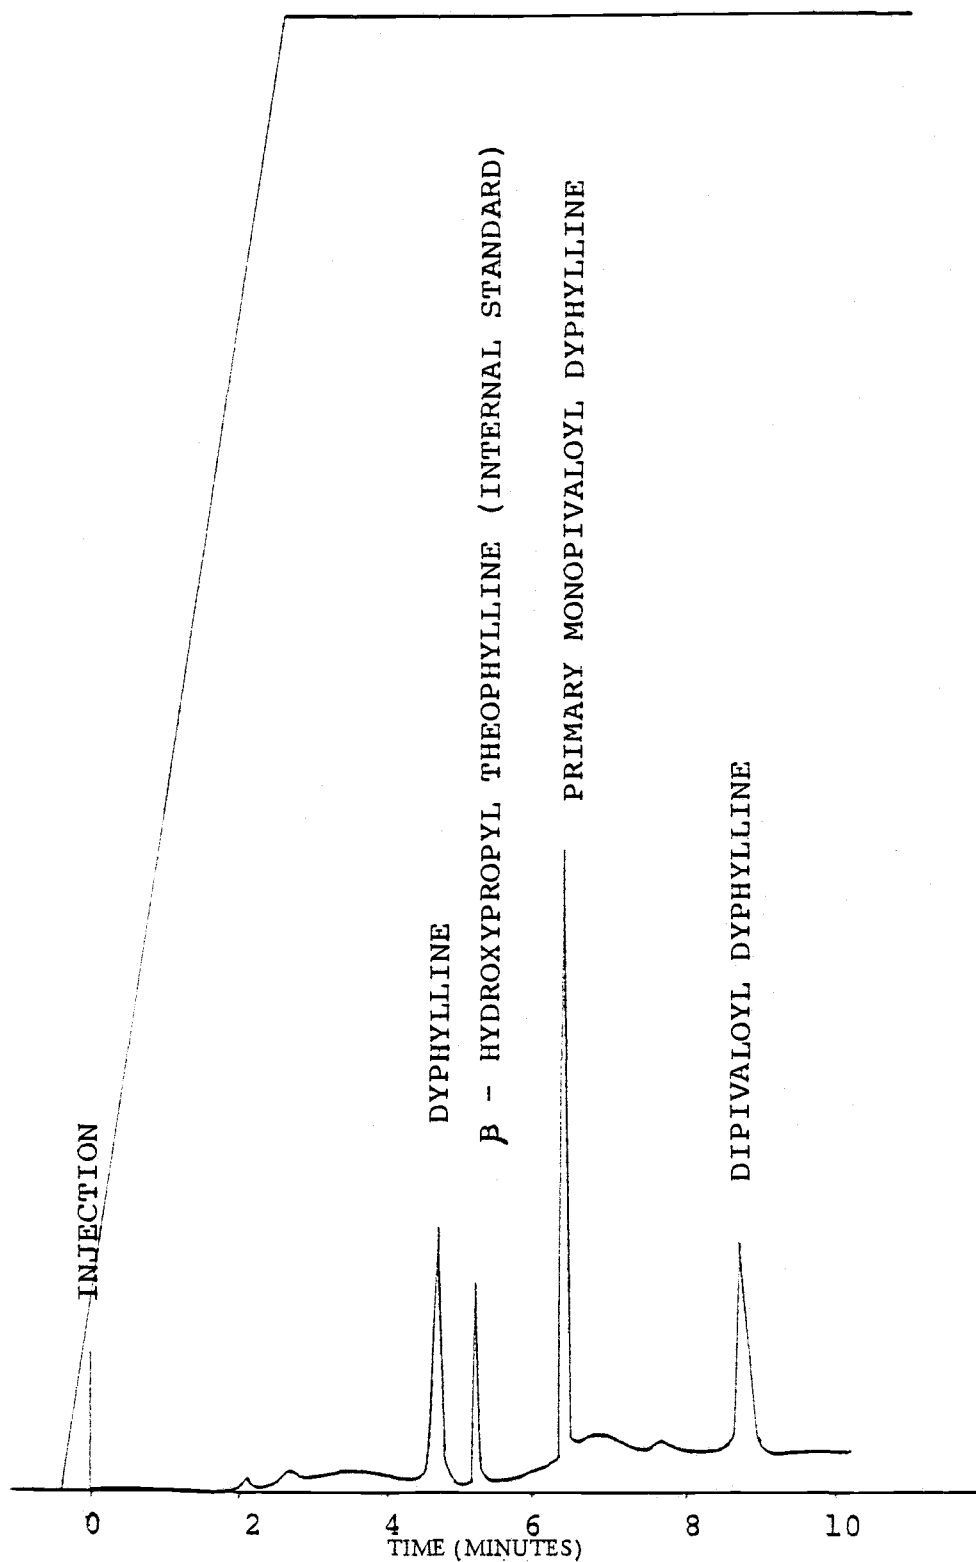 INJECTION
DYPHYLLINE
β - HYDROXYPROPYL THEOPHYLLINE (INTERNAL STANDARD)
PRIMARY MONOPIVALOYL DYPHYLLINE
DIPIVALOYL DYPHYLLINE
0 2 4 6 8 10
TIME (MINUTES)